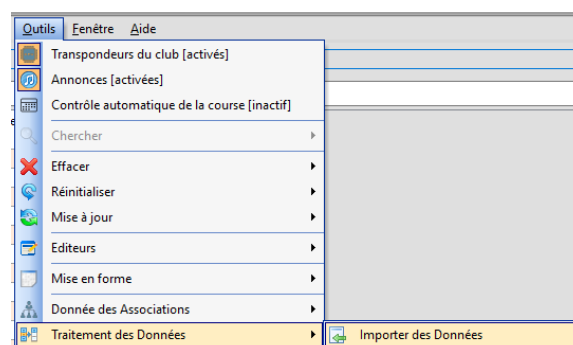 Outils Fenêtre Aide
Transpondeurs du club [activés]
Annonces [activées]
Contrôle automatique de la course [inactif]
Chercher
Effacer
Réinitialiser
Mise à jour
Editeurs
Mise en forme
Donnée des Associations
Traitement des Données
Importer des Données